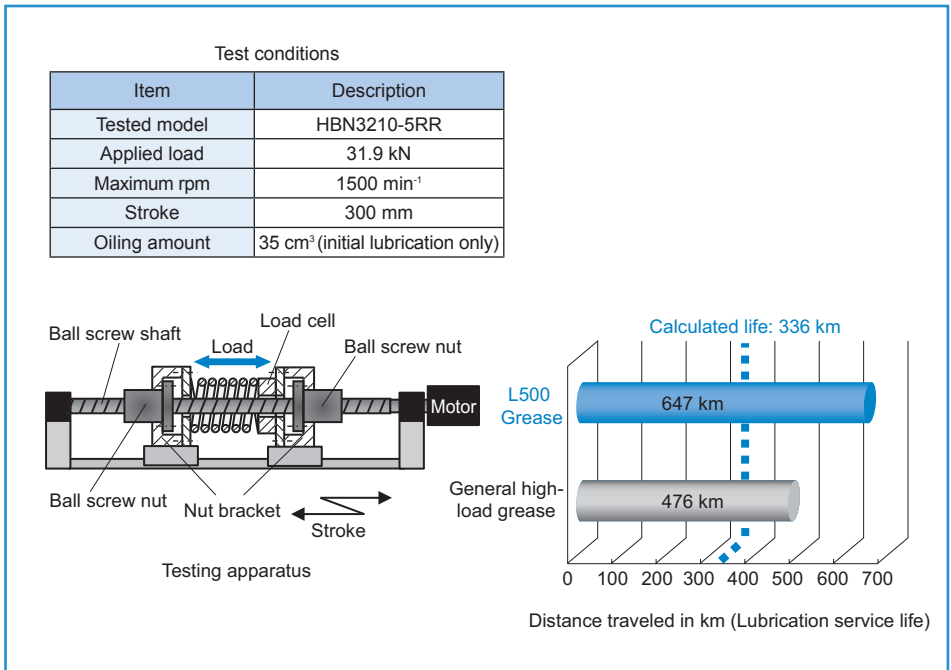 Test conditions
Item Description
Tested model HBN3210-5RR
Applied load 31.9 kN
Maximum rpm 1500 min⁻¹
Stroke 300 mm
Oiling amount 35 cm³ (initial lubrication only)
Ball screw shaft
Load cell
Load
Ball screw nut
Motor
Ball screw nut
Nut bracket
Stroke
Testing apparatus
Calculated life: 336 km
L500
Grease
647 km
General high-
load grease
476 km
0 100 200 300 400 500 600 700
Distance traveled in km (Lubrication service life)